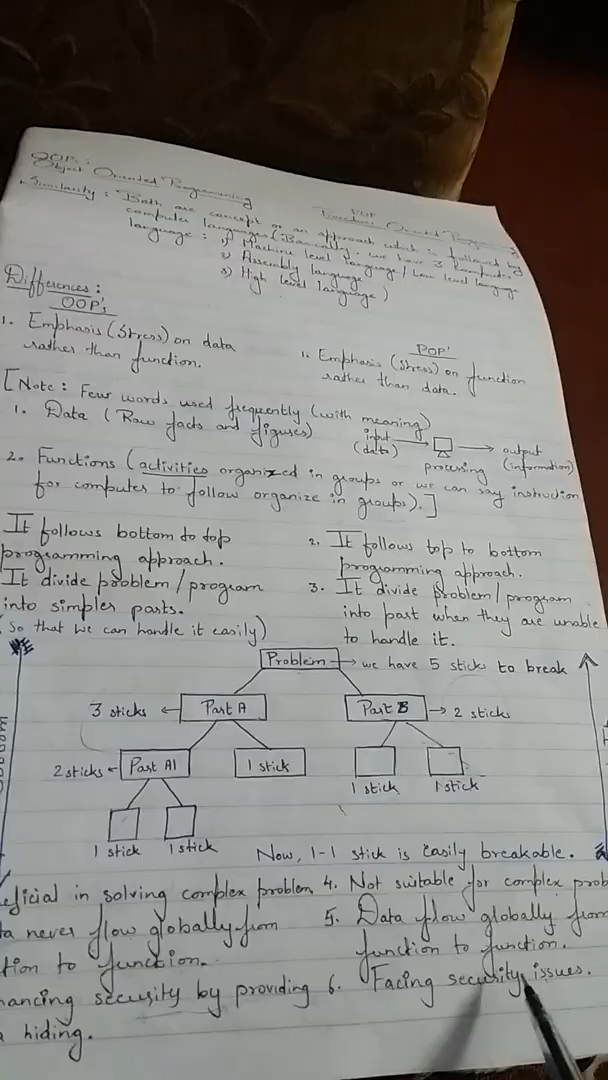 OOPs:
Object Oriented Programming
POP
Procedure Oriented Programming
Similarity: Both are concept or an approach which is followed by
computer languages (Basically, we have 3 computer
language: 1) Machine level language / Low level language
2) Assembly language
3) High level language)
Differences:
OOP's
POP'
1. Emphasis (Stress) on data
rather than function.
1. Emphasis (Stress) on function
rather than data.
[Note: Few words used frequently (with meaning)
1. Data (Raw facts and figures)
input
(data)
processing
output
(information)
2. Functions (activities organized in groups or we can say instruction
for computer to follow organize in groups).]
It follows bottom to top
programming approach.
2. It follows top to bottom
programming approach.
It divide problem/program
into simpler parts.
So that we can handle it easily)
3. It divide problem/program
into part when they are unable
to handle it.
Problem → we have 5 sticks to break
3 sticks ← Part A
Part B → 2 sticks
2 sticks ← Part A1
1 stick
1 stick
1 stick
1 stick
1 stick
Now, 1-1 stick is easily breakable.
eficial in solving complex problem
4. Not suitable for complex prob
ta never flow globally from
ction to function.
5. Data flow globally from
function to function.
hancing security by providing
hiding.
6. Facing security issues.